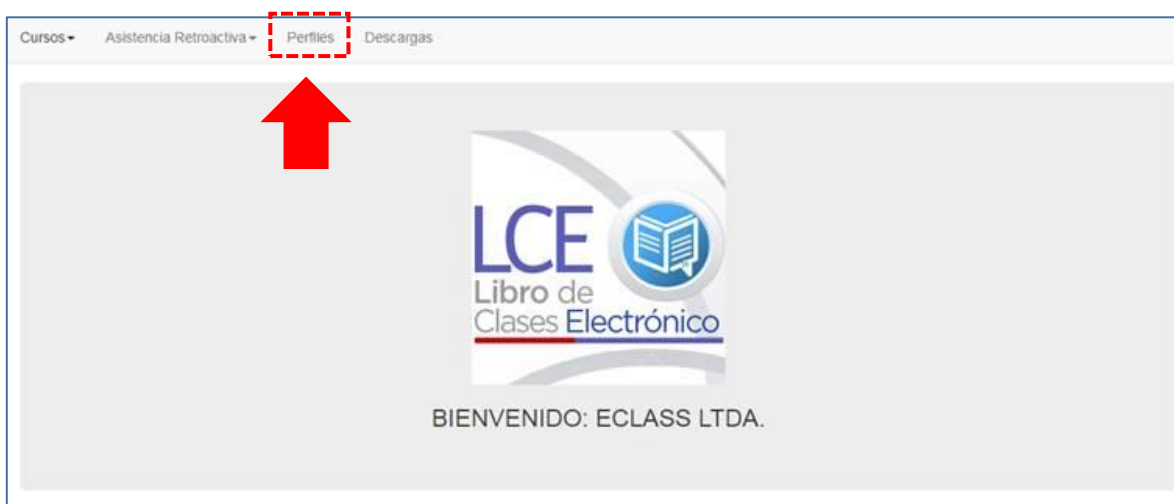 Cursos Asistencia Retroactiva Perfiles Descargas
LCE
Libro de
Clases Electrónico
BIENVENIDO: ECLASS LTDA.